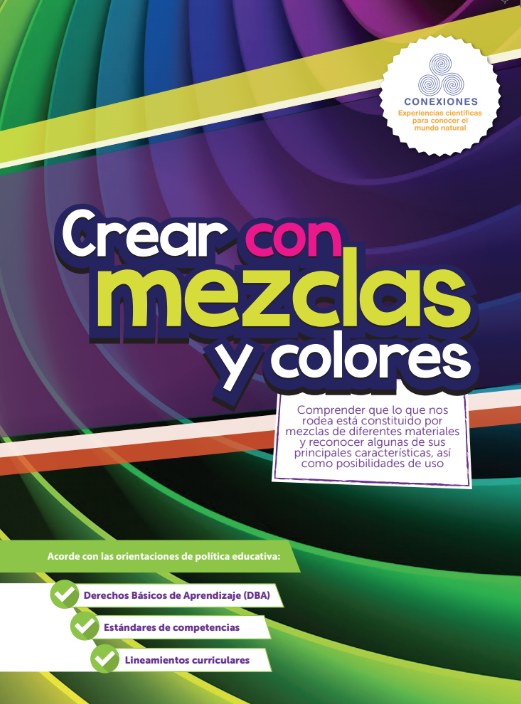 CONEXIONES
Experiencias científicas
para conocer el
mundo natural
Crear con
mezclas
y colores
Comprender que lo que nos
rodea está constituido por
mezclas de diferentes materiales
y reconocer algunas de sus
principales características, así
como posibilidades de uso
Acorde con las orientaciones de política educativa:
Derechos Básicos de Aprendizaje (DBA)
Estándares de competencias
Lineamientos curriculares